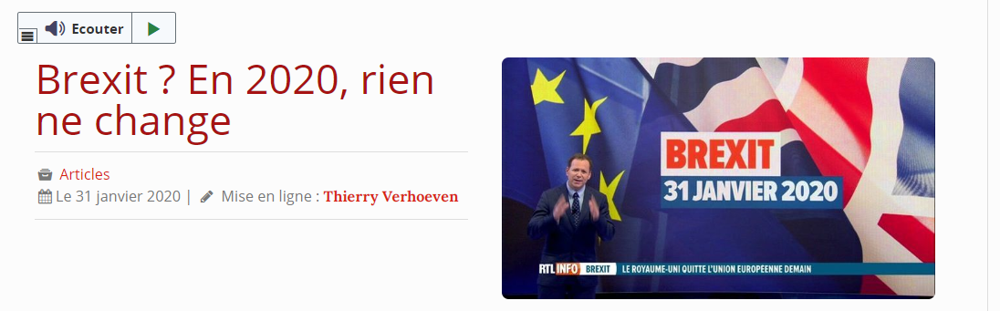 Ecouter
Brexit ? En 2020, rien
ne change
Articles
Le 31 janvier 2020 | Mise en ligne : Thierry Verhoeven
BREXIT
31 JANVIER 2020
RTL INFO BREXIT LE ROYAUME-UNI QUITTE L'UNION EUROPÉENNE DEMAIN